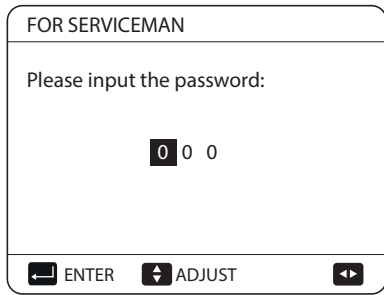 FOR SERVICEMAN
Please input the password:
0 0 0
ENTER ADJUST